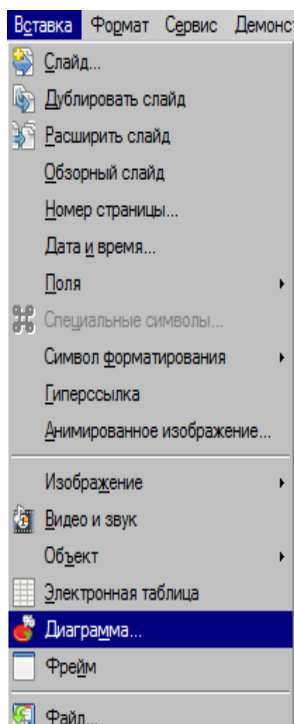 Вставка Формат Сервис Демонс
Слайд...
Дублировать слайд
Расширить слайд
Обзорный слайд
Номер страницы...
Дата и время...
Поля
Специальные символы...
Символ форматирования
Гиперссылка
Анимированное изображение...
Изображение
Видео и звук
Объект
Электронная таблица
Диаграмма...
Фрейм
Файл...